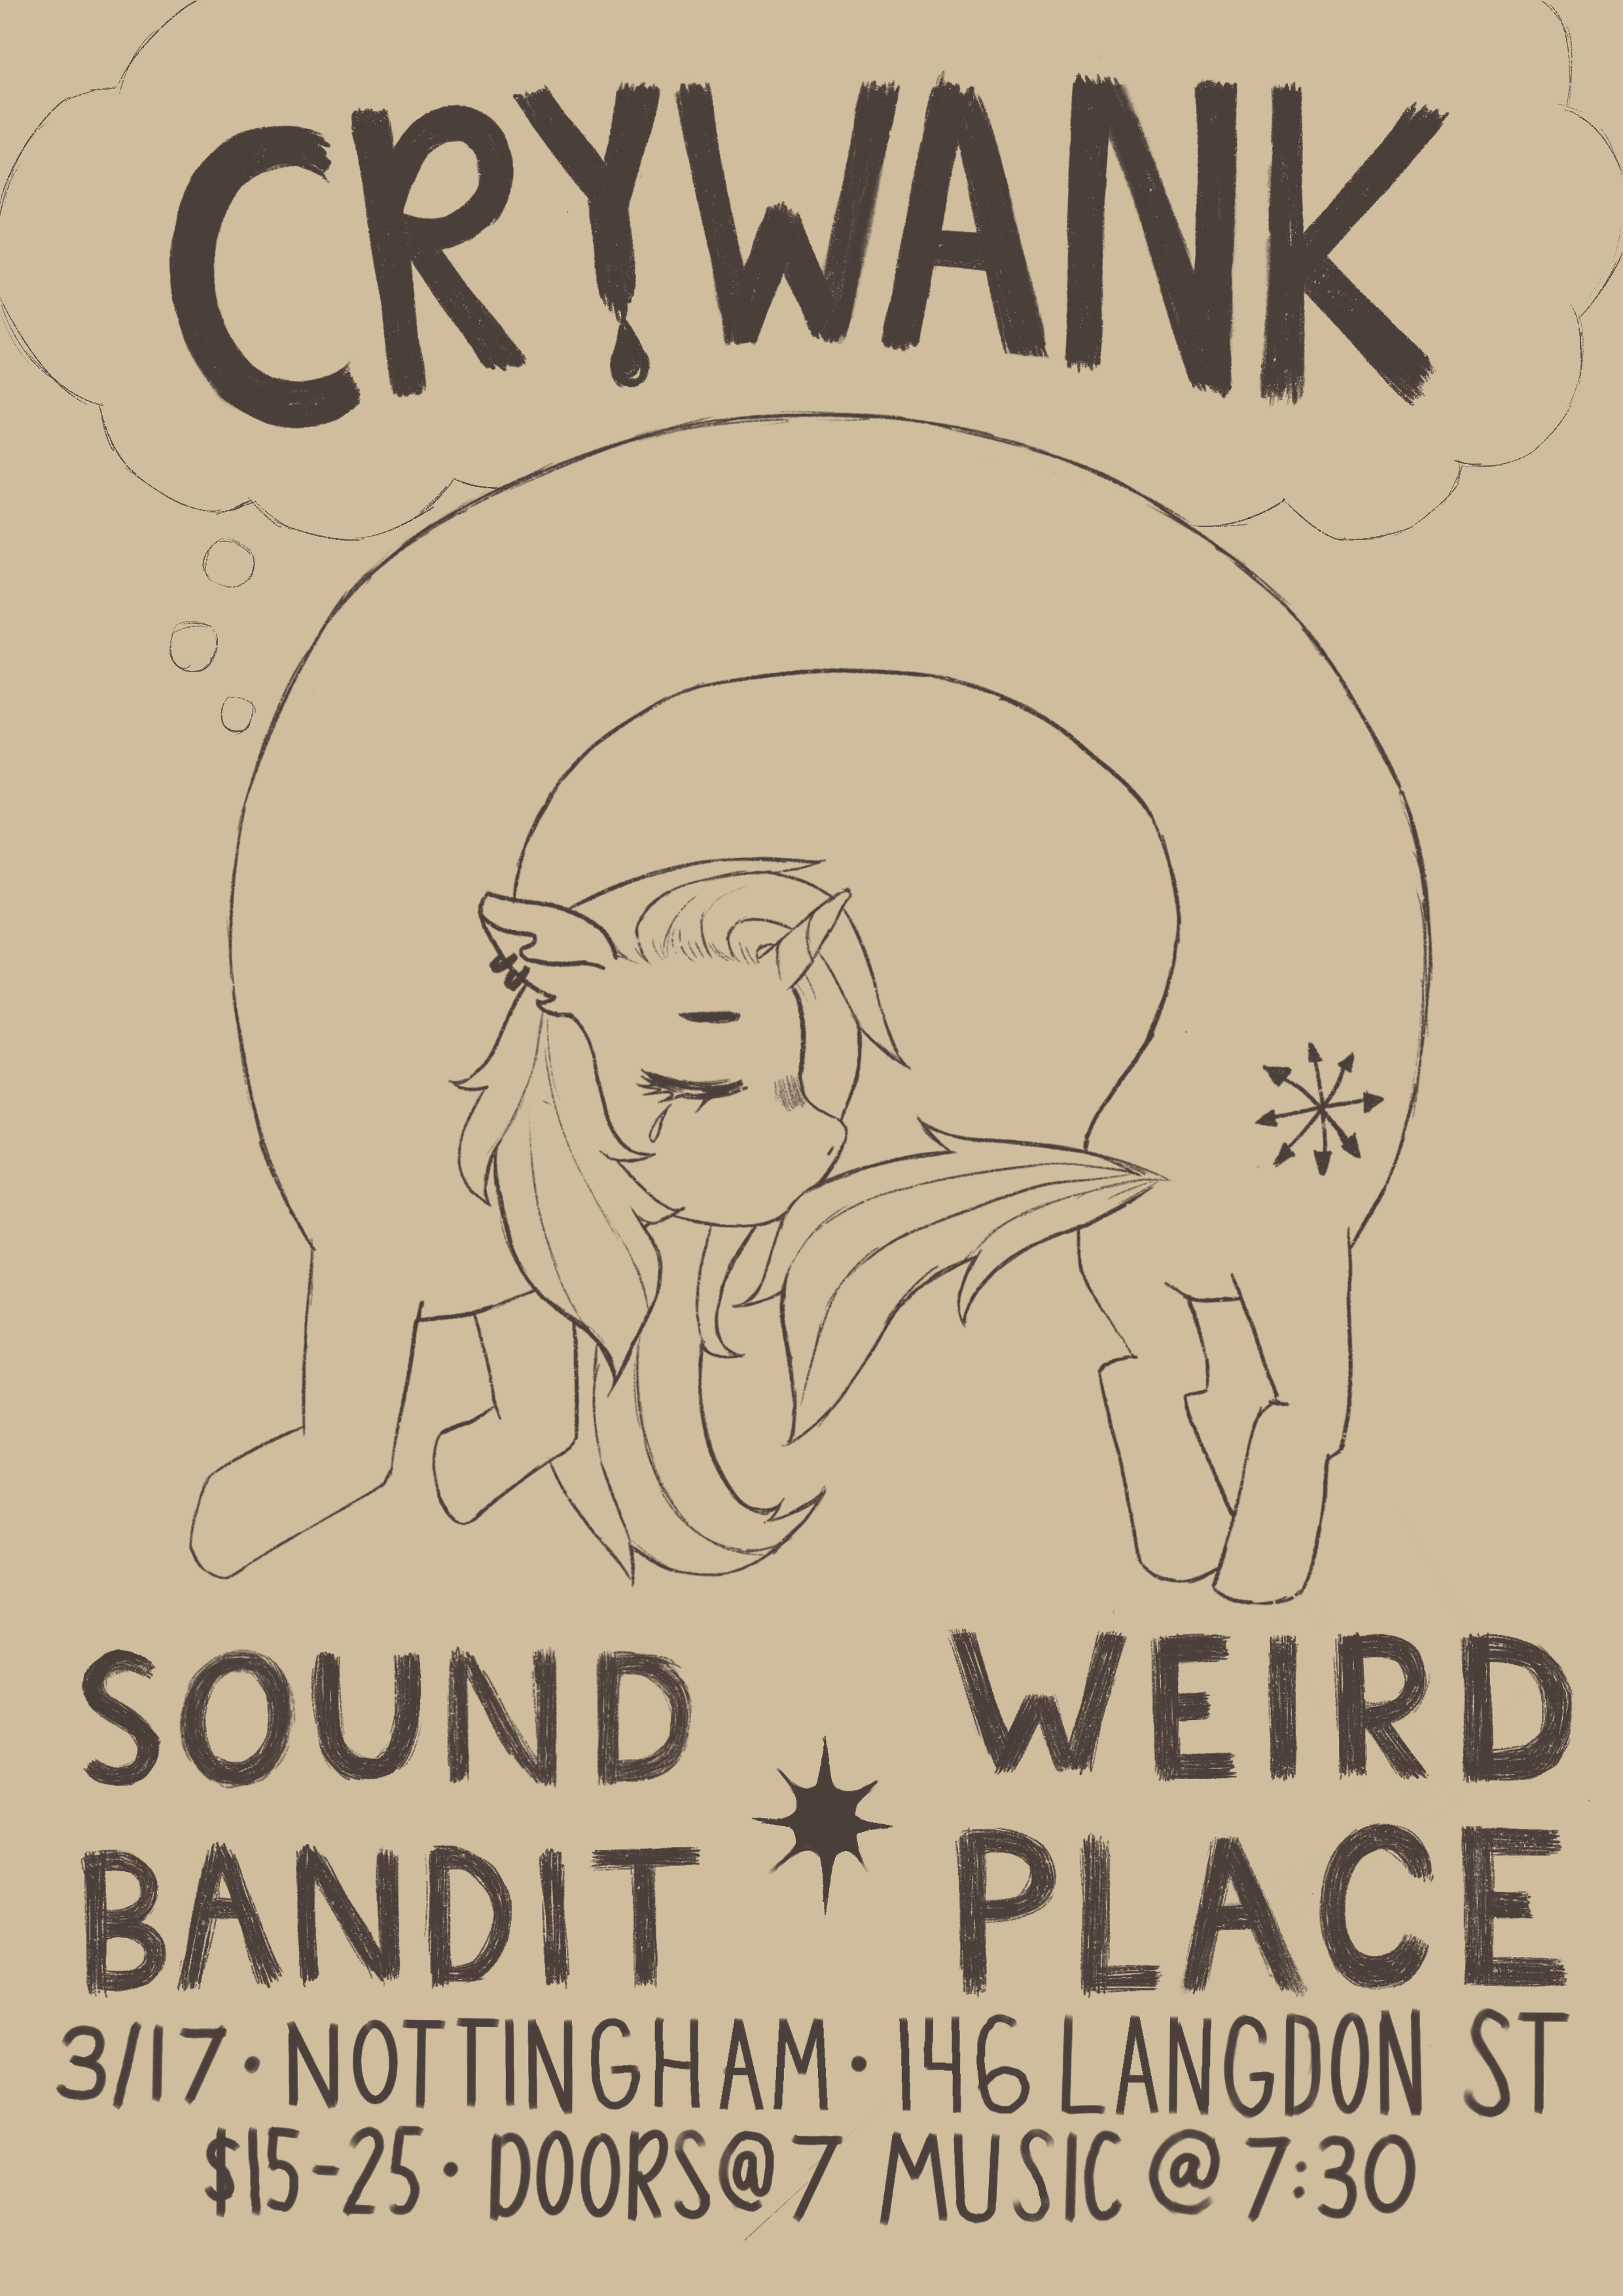 CRYWANK
SOUND BANDIT
WEIRD PLACE
3/17 · NOTTINGHAM · 146 LANGDON ST
$15-25 · DOORS@7 MUSIC @ 7:30